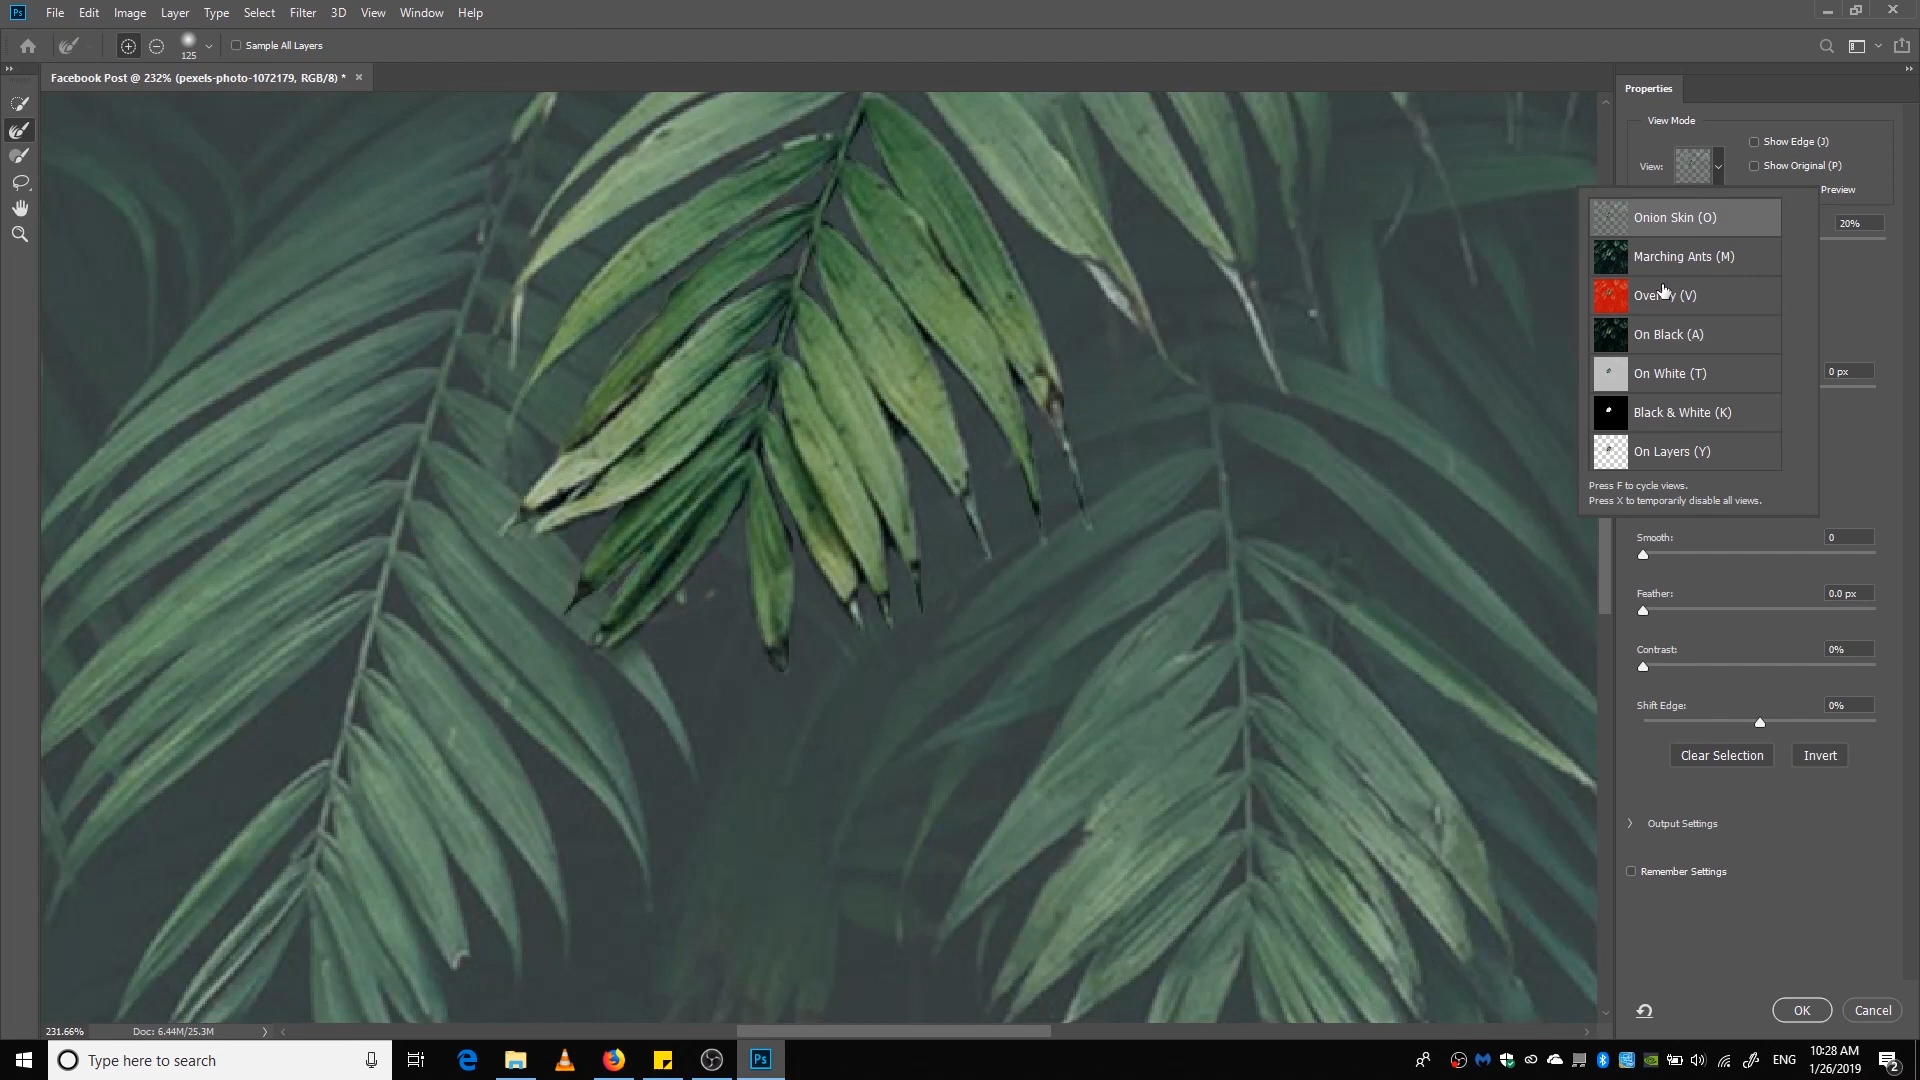 Ps File Edit Image Layer Type Select Filter 3D View Window Help
125 Sample All Layers
Facebook Post @ 232% (pexels-photo-1072179, RGB/8) * ×
Properties
View Mode
Show Edge (J)
View: Show Original (P)
Preview
20%
Onion Skin (O)
Marching Ants (M)
(V)
On Black (A)
On White (T)
0 px
Black & White (K)
On Layers (Y)
Press F to cycle views.
Press X to temporarily disable all views.
Smooth: 0
Feather: 0.0 px
Contrast: 0%
Shift Edge: 0%
Clear Selection Invert
Output Settings
Remember Settings
OK Cancel
231.66% Doc: 6.44M/25.3M
Type here to search Ps ENG 10:28 AM
1/26/2019 2